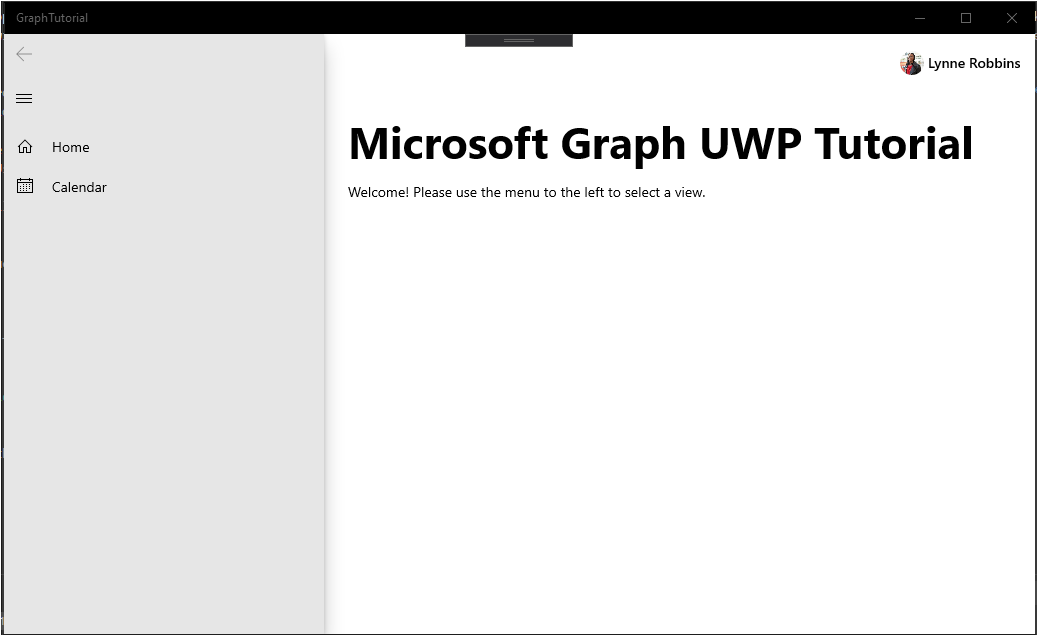 GraphTutorial
Lynne Robbins
Home
Calendar
Microsoft Graph UWP Tutorial
Welcome! Please use the menu to the left to select a view.